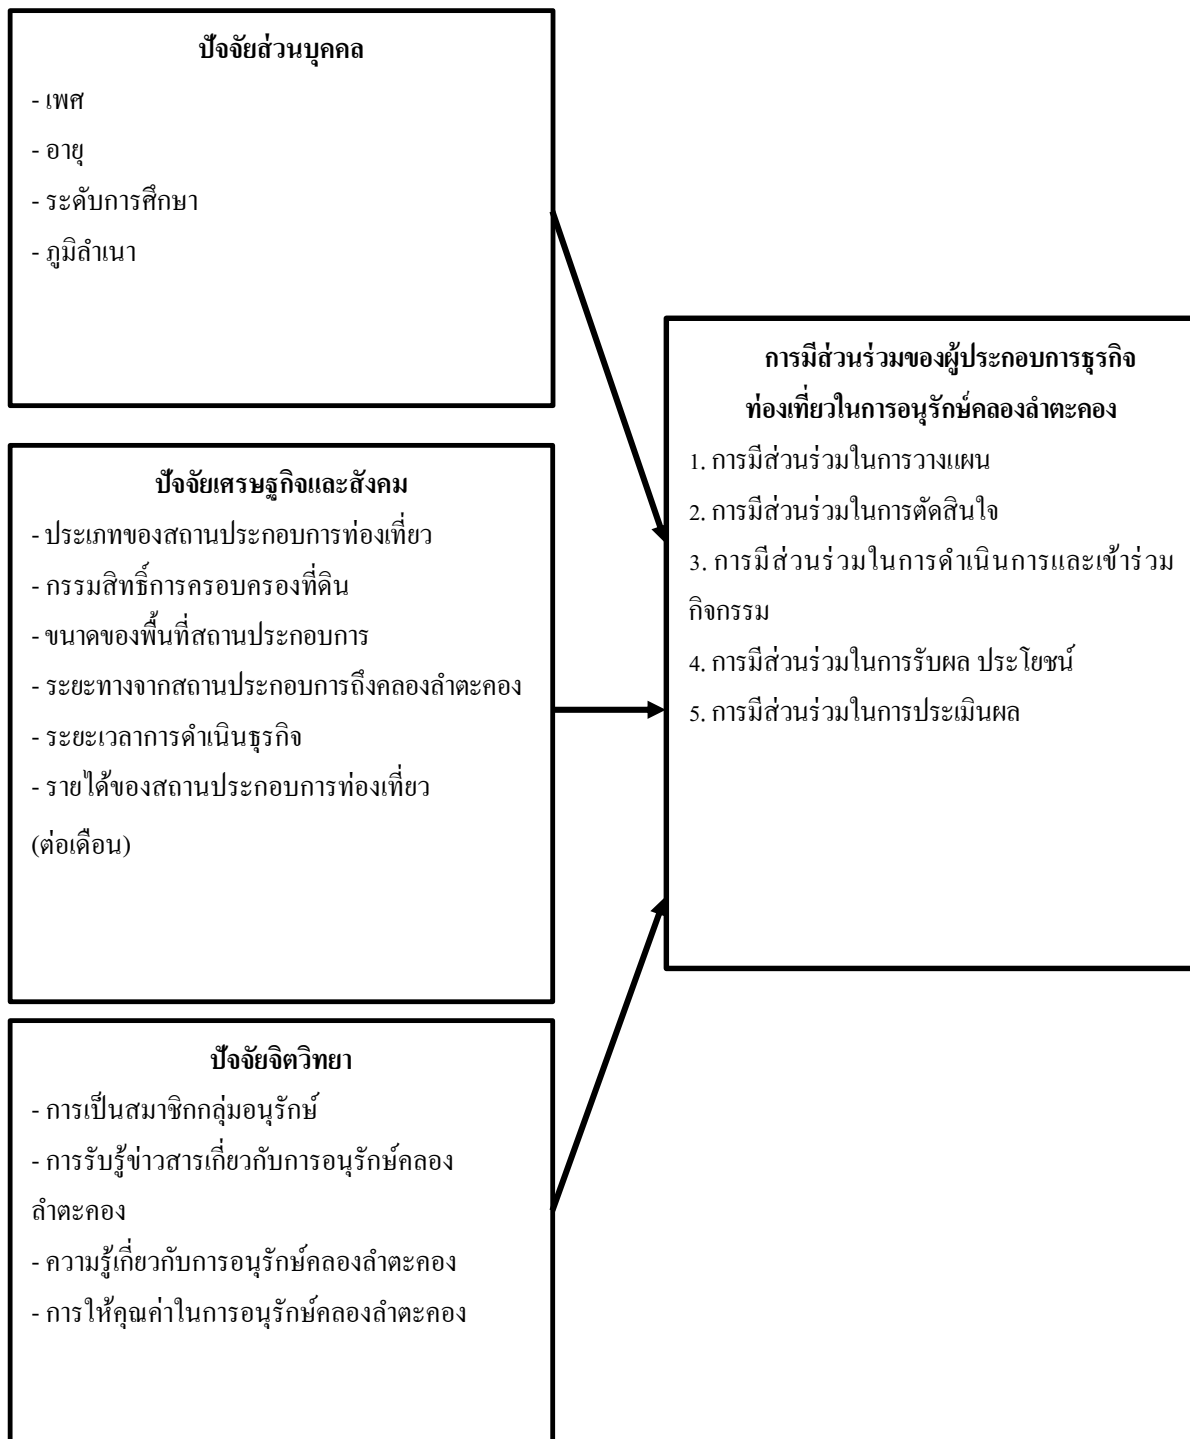 ปัจจัยส่วนบุคคล
- เพศ
- อายุ
- ระดับการศึกษา
- ภูมิลำเนา
ปัจจัยเศรษฐกิจและสังคม
- ประเภทของสถานประกอบการท่องเที่ยว
- กรรมสิทธิ์การครอบครองที่ดิน
- ขนาดของพื้นที่สถานประกอบการ
- ระยะทางจากสถานประกอบการถึงคลองลำตะคอง
- ระยะเวลาการดำเนินธุรกิจ
- รายได้ของสถานประกอบการท่องเที่ยว
(ต่อเดือน)
ปัจจัยจิตวิทยา
- การเป็นสมาชิกกลุ่มอนุรักษ์
- การรับรู้ข่าวสารเกี่ยวกับการอนุรักษ์คลอง
ลำตะคอง
- ความรู้เกี่ยวกับการอนุรักษ์คลองลำตะคอง
- การให้คุณค่าในการอนุรักษ์คลองลำตะคอง
การมีส่วนร่วมของผู้ประกอบการธุรกิจ
ท่องเที่ยวในการอนุรักษ์คลองลำตะคอง
1. การมีส่วนร่วมในการวางแผน
2. การมีส่วนร่วมในการตัดสินใจ
3. การมีส่วนร่วมในการดำเนินการและเข้าร่วม
กิจกรรม
4. การมีส่วนร่วมในการรับผล ประโยชน์
5. การมีส่วนร่วมในการประเมินผล